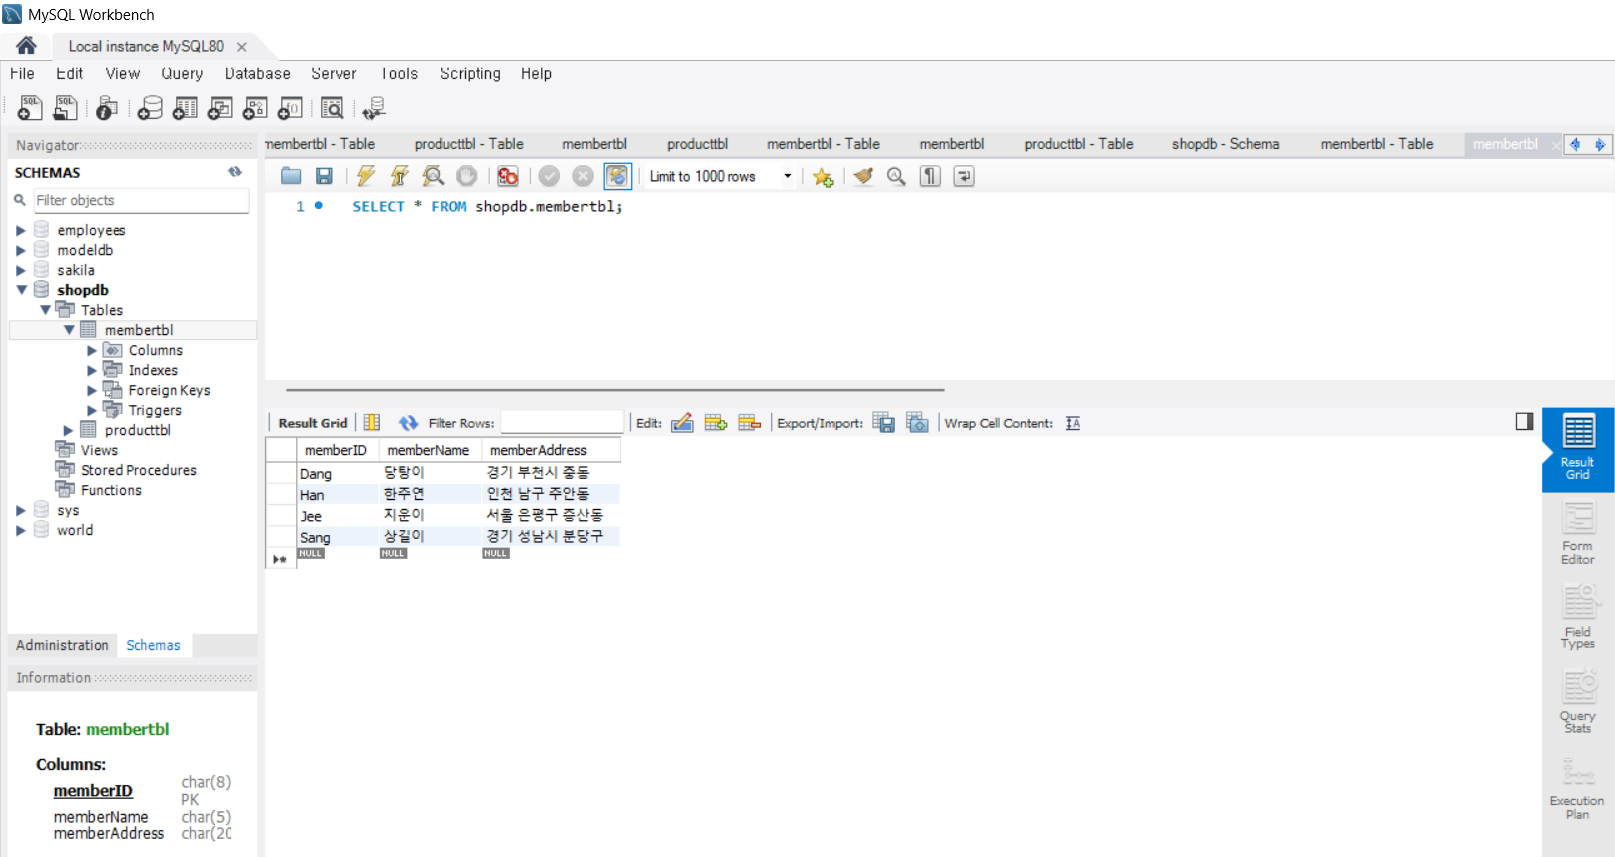 MySQL Workbench
Local instance MySQL80
File Edit View Query Database Server Tools Scripting Help
Navigator
SCHEMAS
Filter objects
employees
modeldb
sakila
shopdb
Tables
membertbl
Columns
Indexes
Foreign Keys
Triggers
producttbl
Views
Stored Procedures
Functions
sys
world
Administration Schemas
Information
Table: membertbl
Columns:
memberID char(8) PK
memberName char(5)
memberAddress char(20
membertbl - Table producttbl - Table membertbl producttbl membertbl - Table membertbl producttbl - Table shopdb - Schema membertbl - Table membertbl
Limit to 1000 rows
1 SELECT * FROM shopdb.membertbl;
Result Grid Filter Rows: Edit: Export/Import: Wrap Cell Content: IA
memberID memberName memberAddress
Dang 당탕이 경기 부천시 중동
Han 한주연 인천 남구 주안동
Jee 지운이 서울 은평구 증산동
Sang 상길이 경기 성남시 분당구
NULL NULL NULL
Result Grid
Form Editor
Field Types
Query Stats
Execution Plan